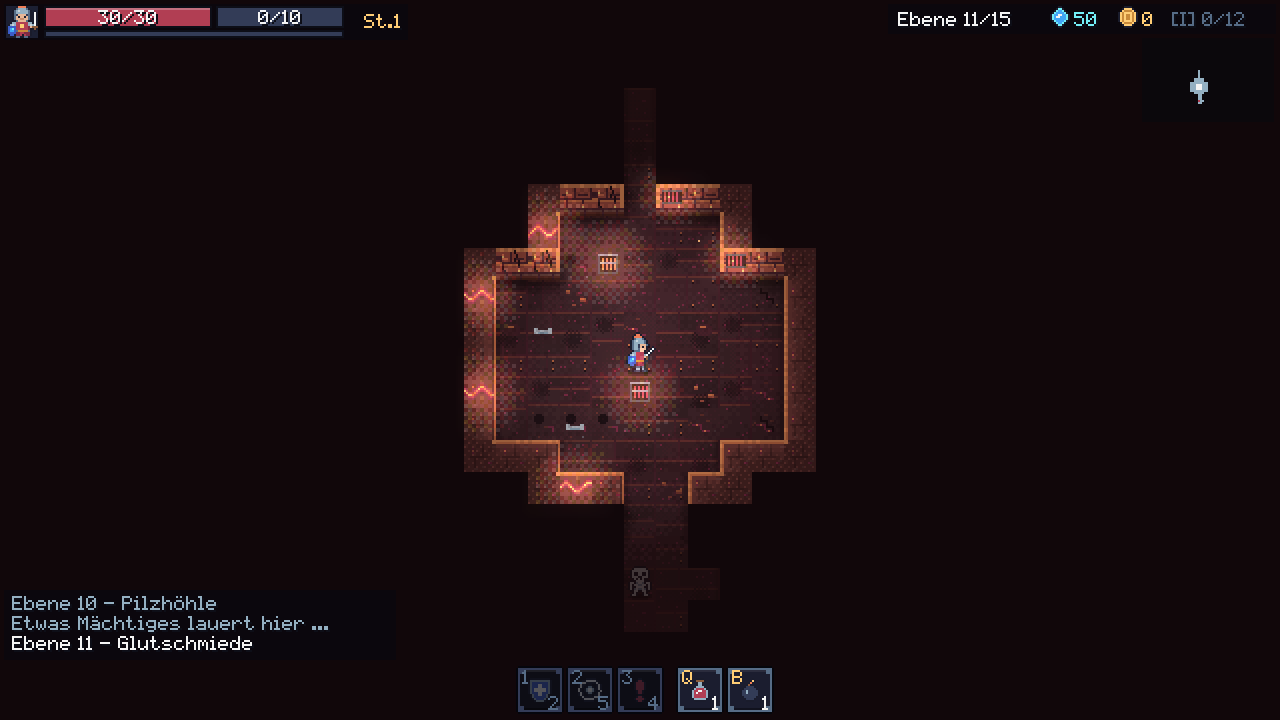 30/30
0/10
St.1
Ebene 11/15
50
0
[I] 0/12
Ebene 10 – Pilzhöhle
Etwas Mächtiges lauert hier ...
Ebene 11 – Glutschmiede
1
2
2
5
3
4
Q
1
B
1